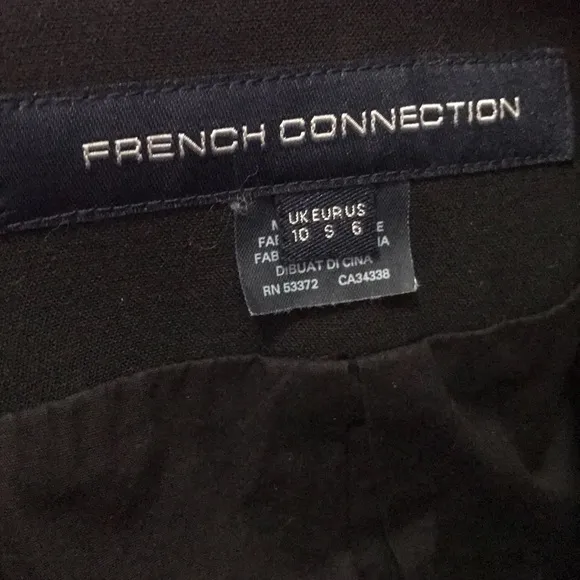 FRENCH CONNECTION
UK EUR US
10 S 6
DIBUAT DI CINA
RN 53372 CA34338